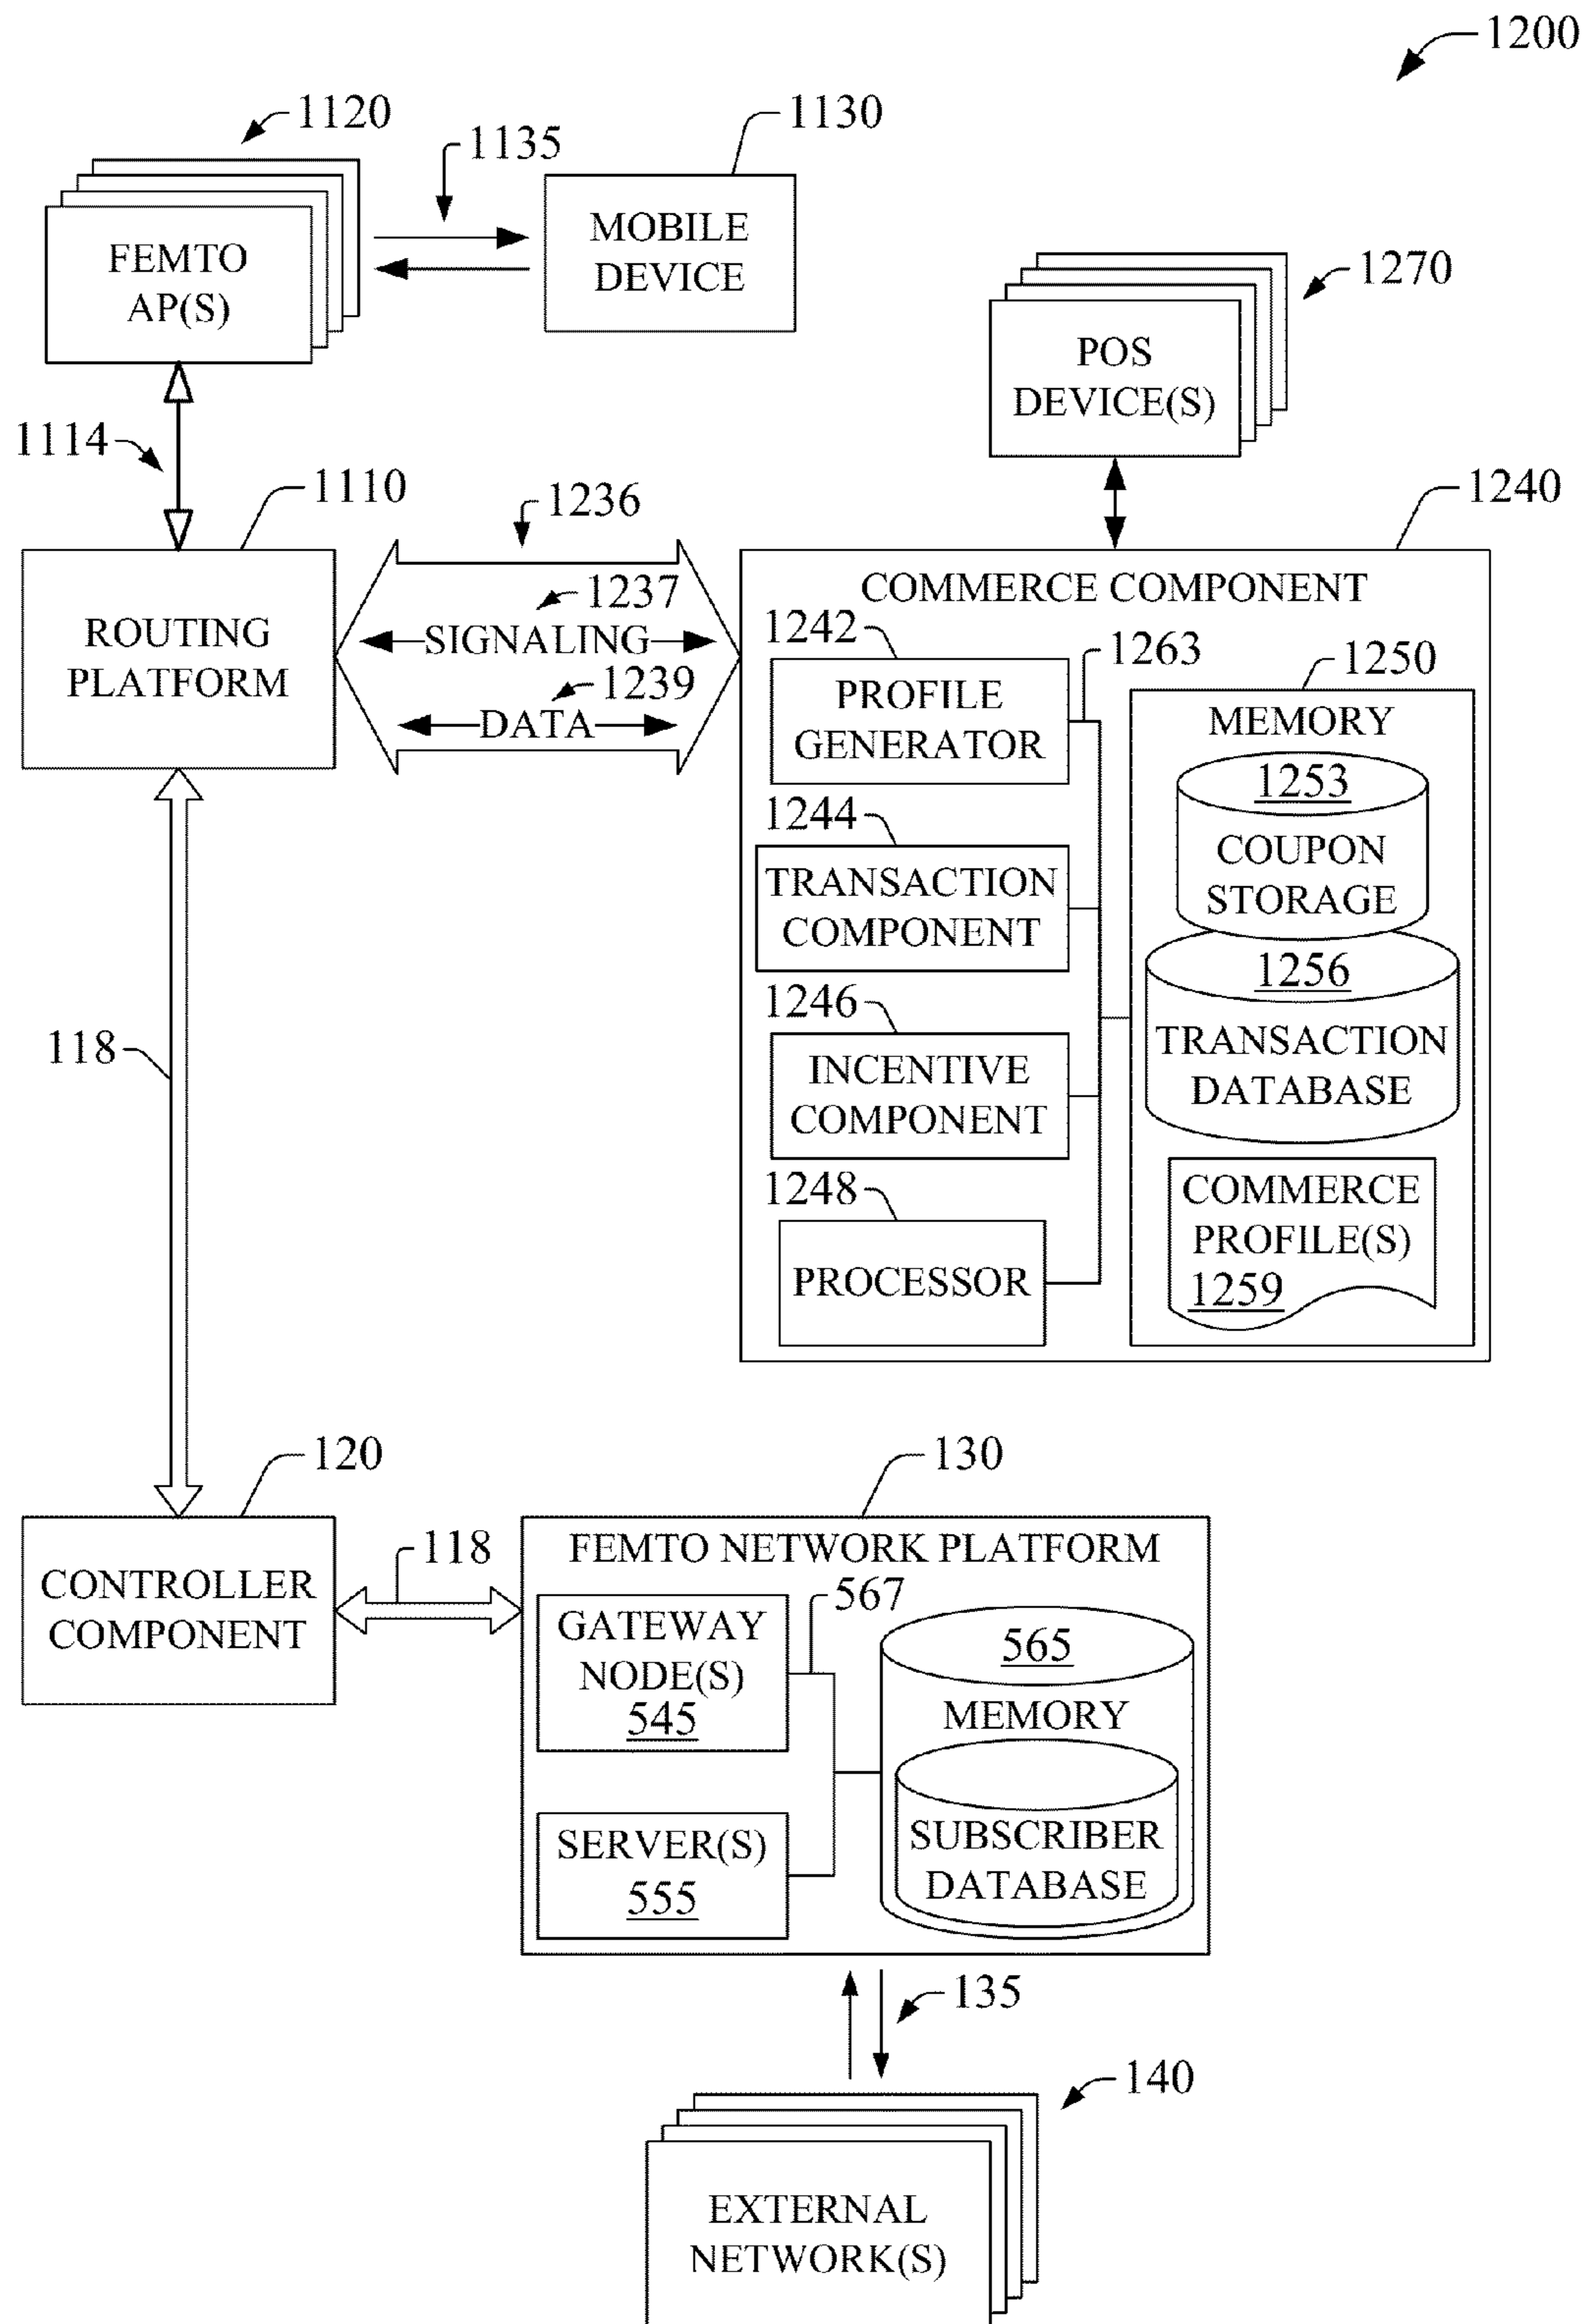 1200
1120
1135
1130
FEMTO
AP(S)
MOBILE
DEVICE
1270
POS
DEVICE(S)
1114
1110
1236
1240
ROUTING
PLATFORM
1237
SIGNALING
1239
DATA
COMMERCE COMPONENT
1242
1263
1250
PROFILE
GENERATOR
MEMORY
1253
COUPON
STORAGE
1244
TRANSACTION
COMPONENT
1256
TRANSACTION
DATABASE
1246
INCENTIVE
COMPONENT
1248
PROCESSOR
COMMERCE
PROFILE(S)
1259
118
120
130
CONTROLLER
COMPONENT
118
FEMTO NETWORK PLATFORM
567
GATEWAY
NODE(S)
545
565
MEMORY
SERVER(S)
555
SUBSCRIBER
DATABASE
135
140
EXTERNAL
NETWORK(S)